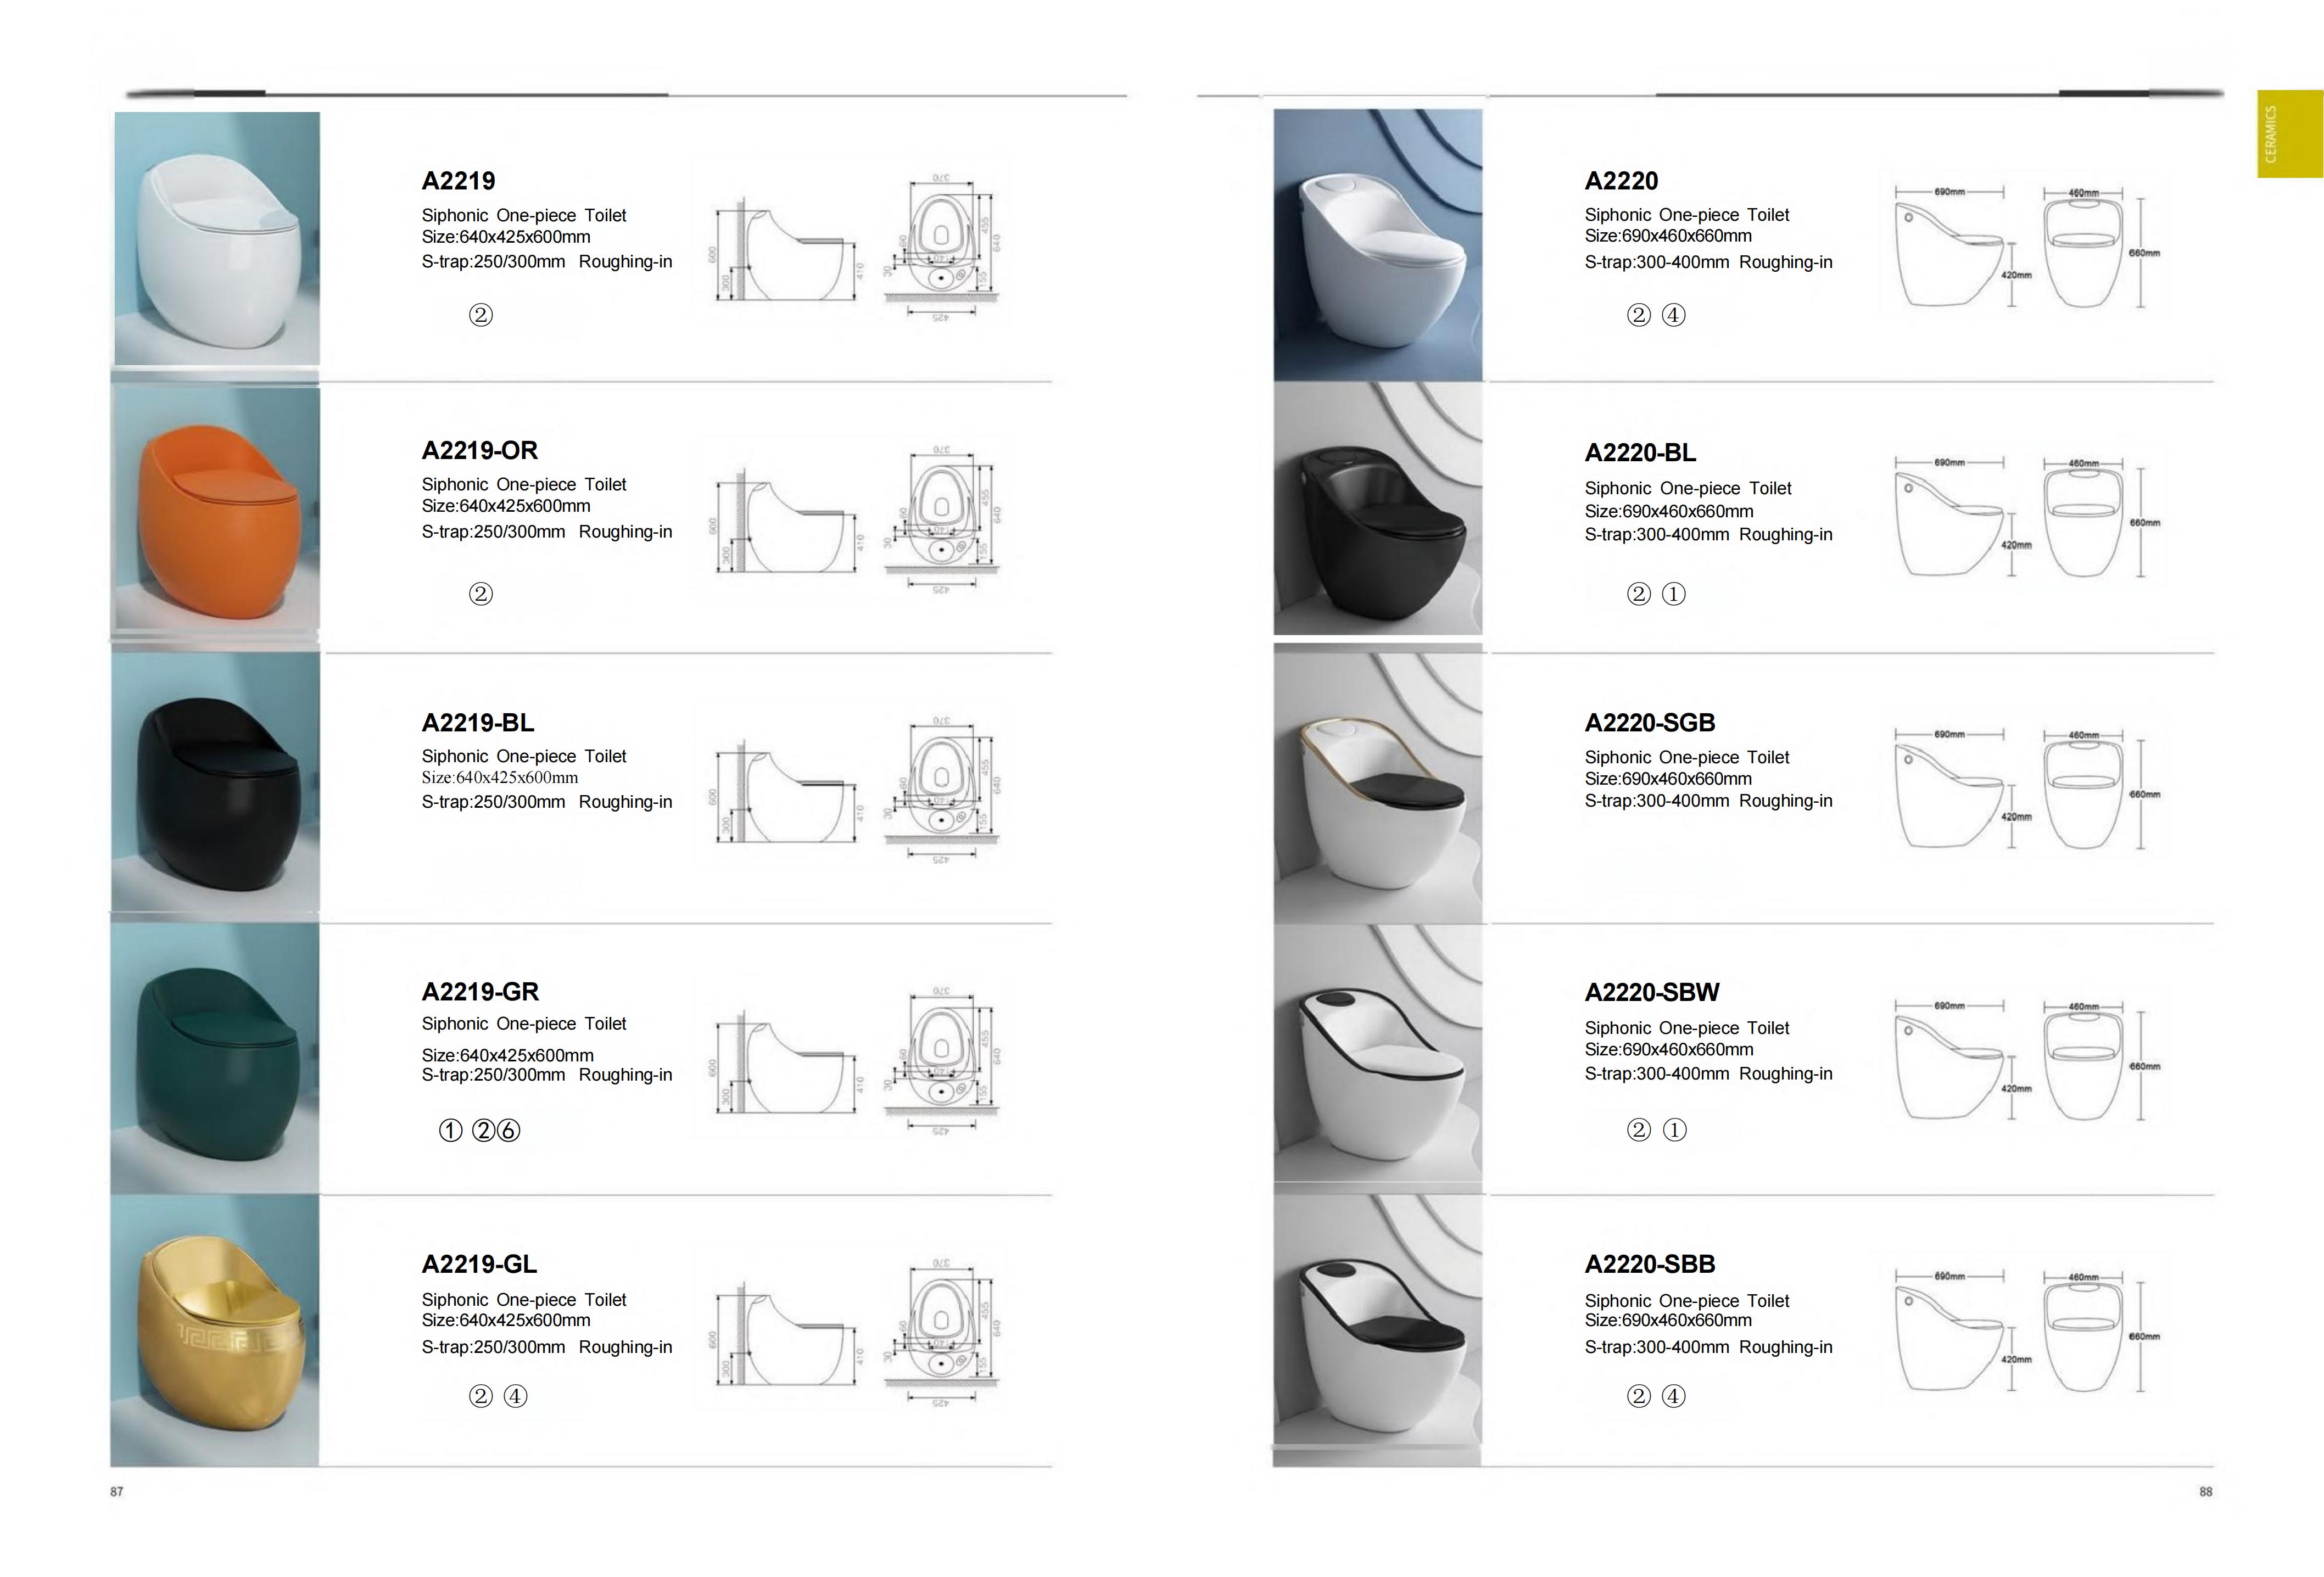 CERAMICS
A2219
Siphonic One-piece Toilet
Size:640x425x600mm
S-trap:250/300mm Roughing-in
②
600
300
410
370
60
30
140
455
640
155
425
A2219-OR
Siphonic One-piece Toilet
Size:640x425x600mm
S-trap:250/300mm Roughing-in
②
600
300
410
370
60
30
140
455
640
155
425
A2219-BL
Siphonic One-piece Toilet
Size:640x425x600mm
S-trap:250/300mm Roughing-in
600
300
410
370
60
30
140
455
640
155
425
A2219-GR
Siphonic One-piece Toilet
Size:640x425x600mm
S-trap:250/300mm Roughing-in
① ②⑥
600
300
410
370
60
30
140
455
640
155
425
A2219-GL
Siphonic One-piece Toilet
Size:640x425x600mm
S-trap:250/300mm Roughing-in
② ④
600
300
410
370
60
30
140
455
640
155
425
87
A2220
Siphonic One-piece Toilet
Size:690x460x660mm
S-trap:300-400mm Roughing-in
② ④
690mm
460mm
660mm
420mm
A2220-BL
Siphonic One-piece Toilet
Size:690x460x660mm
S-trap:300-400mm Roughing-in
② ①
690mm
460mm
660mm
420mm
A2220-SGB
Siphonic One-piece Toilet
Size:690x460x660mm
S-trap:300-400mm Roughing-in
690mm
460mm
660mm
420mm
A2220-SBW
Siphonic One-piece Toilet
Size:690x460x660mm
S-trap:300-400mm Roughing-in
② ①
690mm
460mm
660mm
420mm
A2220-SBB
Siphonic One-piece Toilet
Size:690x460x660mm
S-trap:300-400mm Roughing-in
② ④
690mm
460mm
660mm
420mm
88